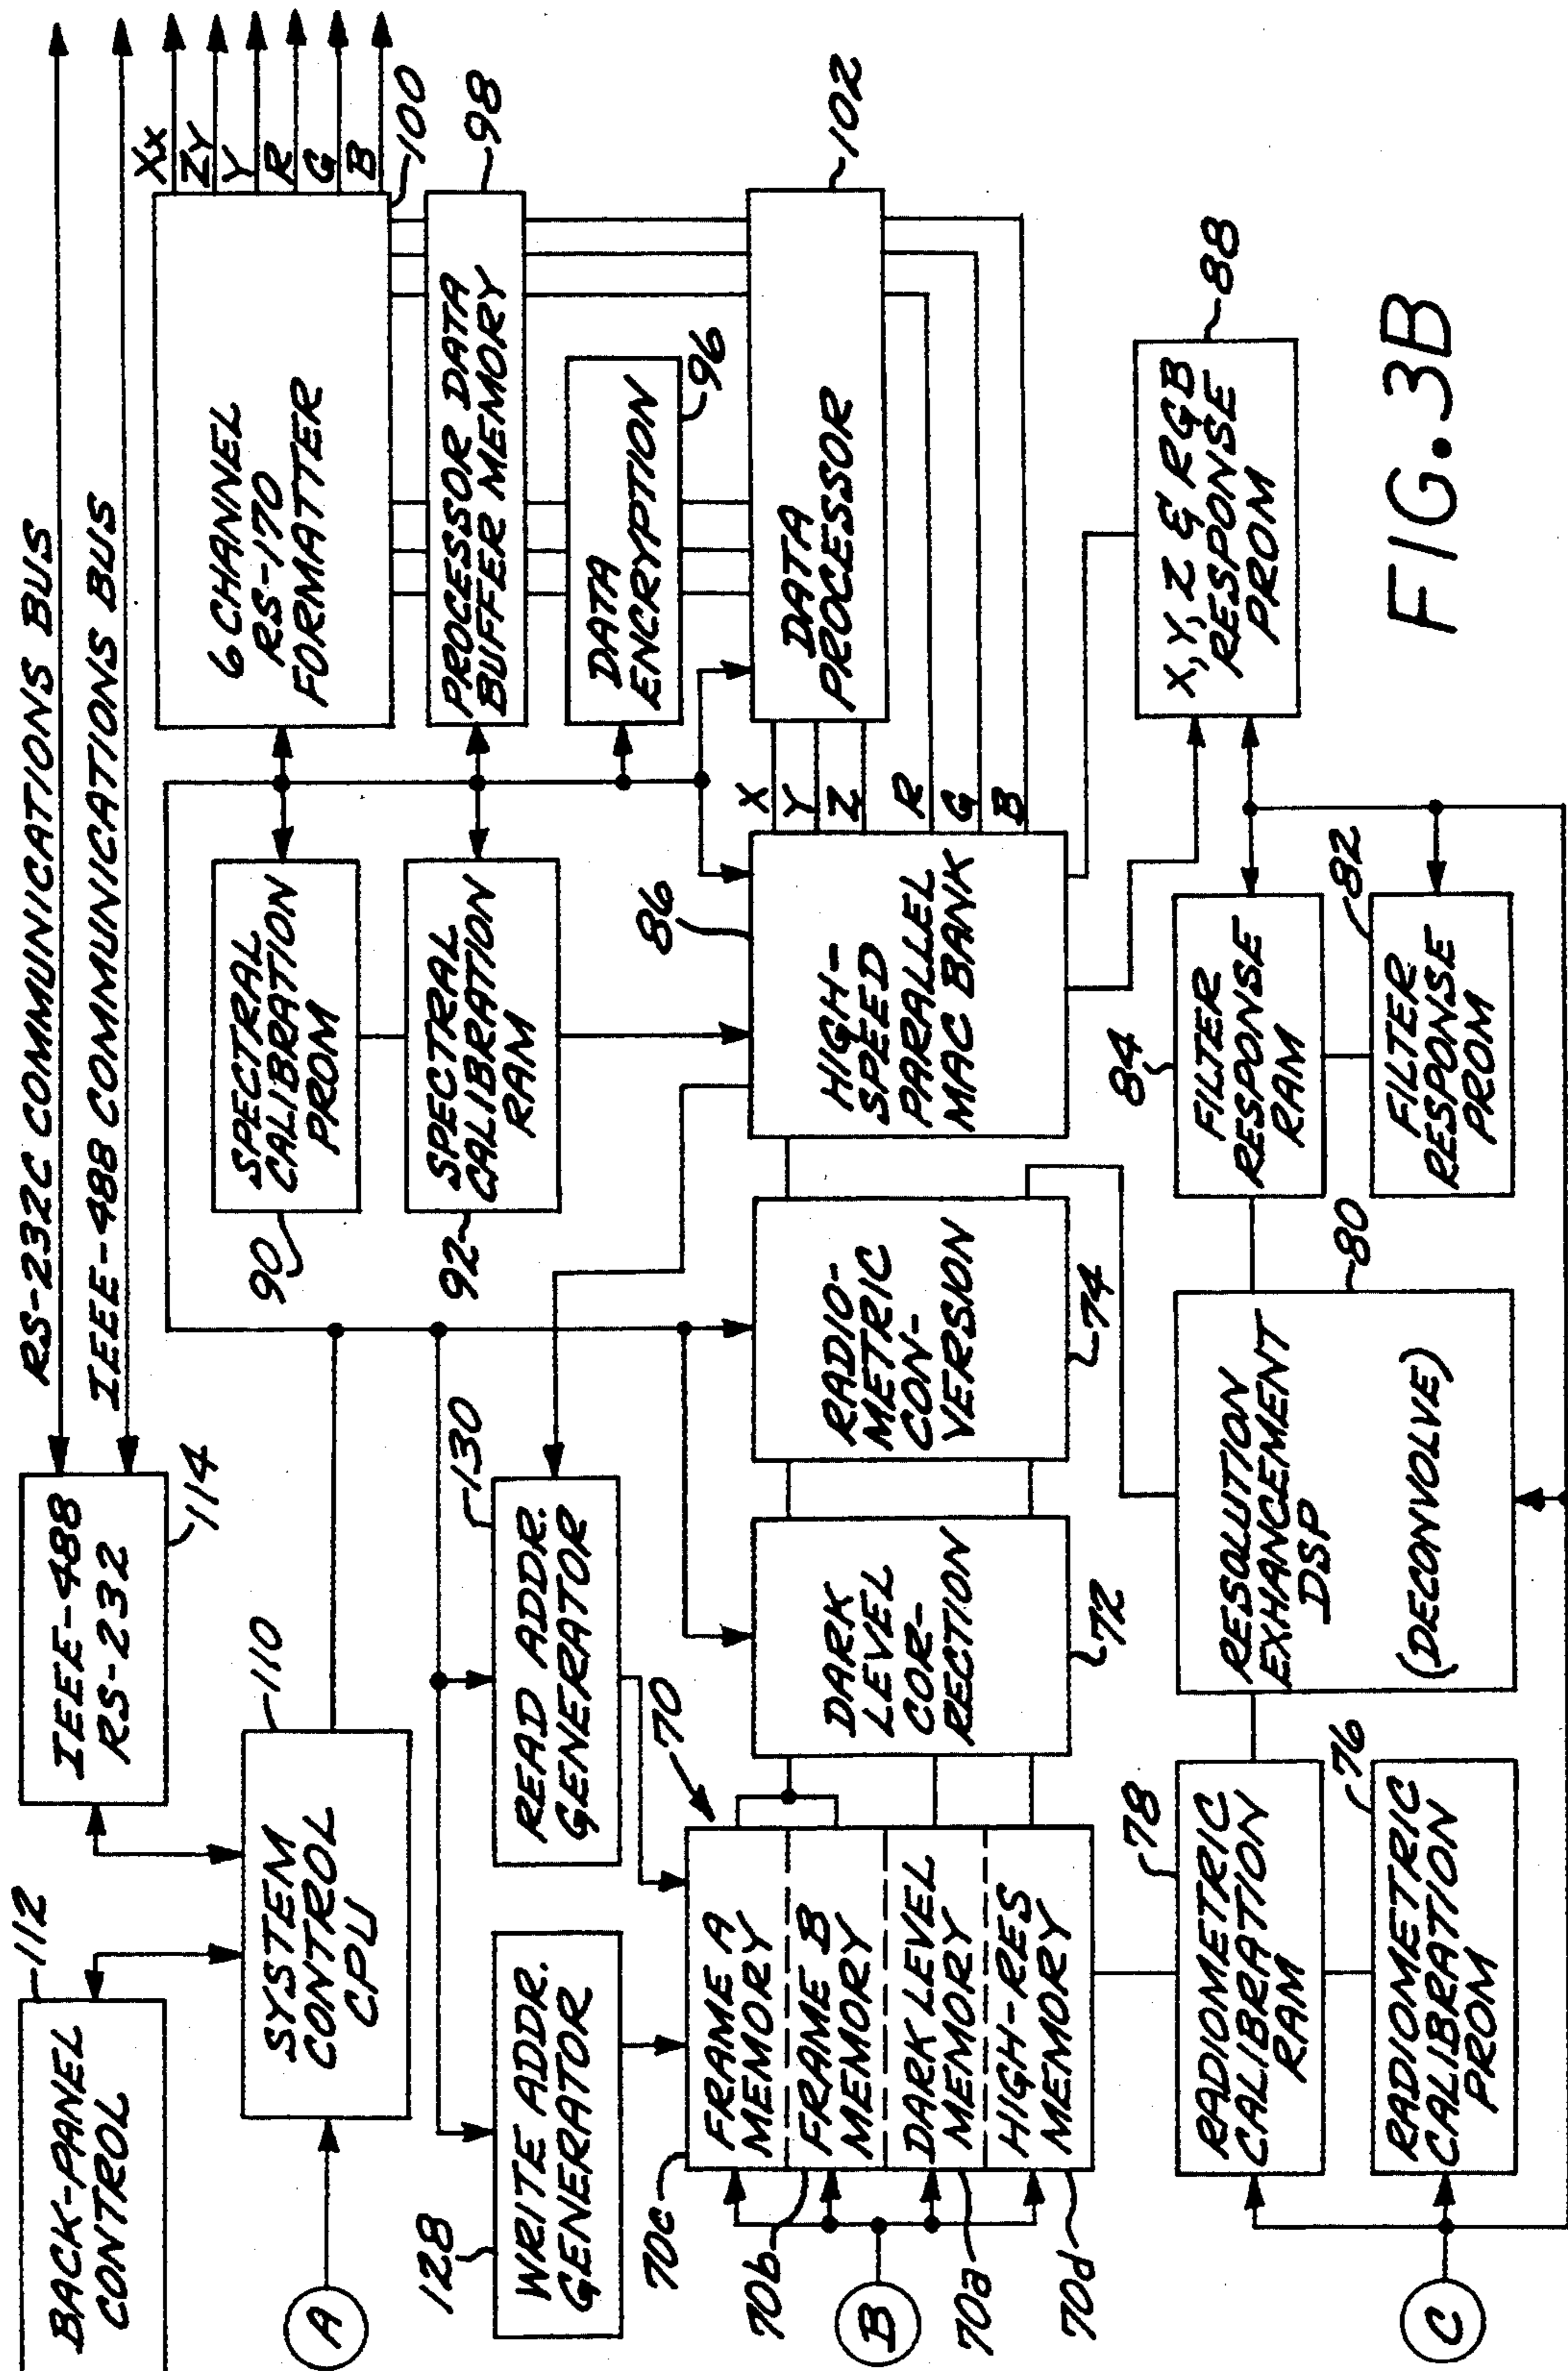 RS-232C COMMUNICATIONS BUS
IEEE-488 COMMUNICATIONS BUS
112
BACK-PANEL
CONTROL
IEEE-488
RS-232
114
110
SYSTEM
CONTROL
CPU
A
90
SPECTRAL
CALIBRATION
PROM
92
SPECTRAL
CALIBRATION
RAM
6 CHANNEL
RS-170
FORMATTER
100
Xx
ZY
Y
R
G
B
PROCESSOR DATA
BUFFER MEMORY
98
DATA
ENCRYPTION
96
128
WRITE ADDR.
GENERATOR
130
READ ADDR.
GENERATOR
70
70c
FRAME A
MEMORY
70b
FRAME B
MEMORY
B
70a
DARK LEVEL
MEMORY
70d
HIGH-RES
MEMORY
DARK
LEVEL
COR-
RECTION
72
RADIO-
METRIC
CON-
VERSION
74
86
HIGH-
SPEED
PARALLEL
MAC BANK
X
Y
Z
R
G
B
DATA
PROCESSOR
102
78
RADIOMETRIC
CALIBRATION
RAM
76
RADIOMETRIC
CALIBRATION
PROM
C
RESOLUTION
EXHANCEMENT
DSP
(DECONVOLVE)
80
84
FILTER
RESPONSE
RAM
82
FILTER
RESPONSE
PROM
X,Y,Z & RGB
RESPONSE
PROM
88
FIG. 3B